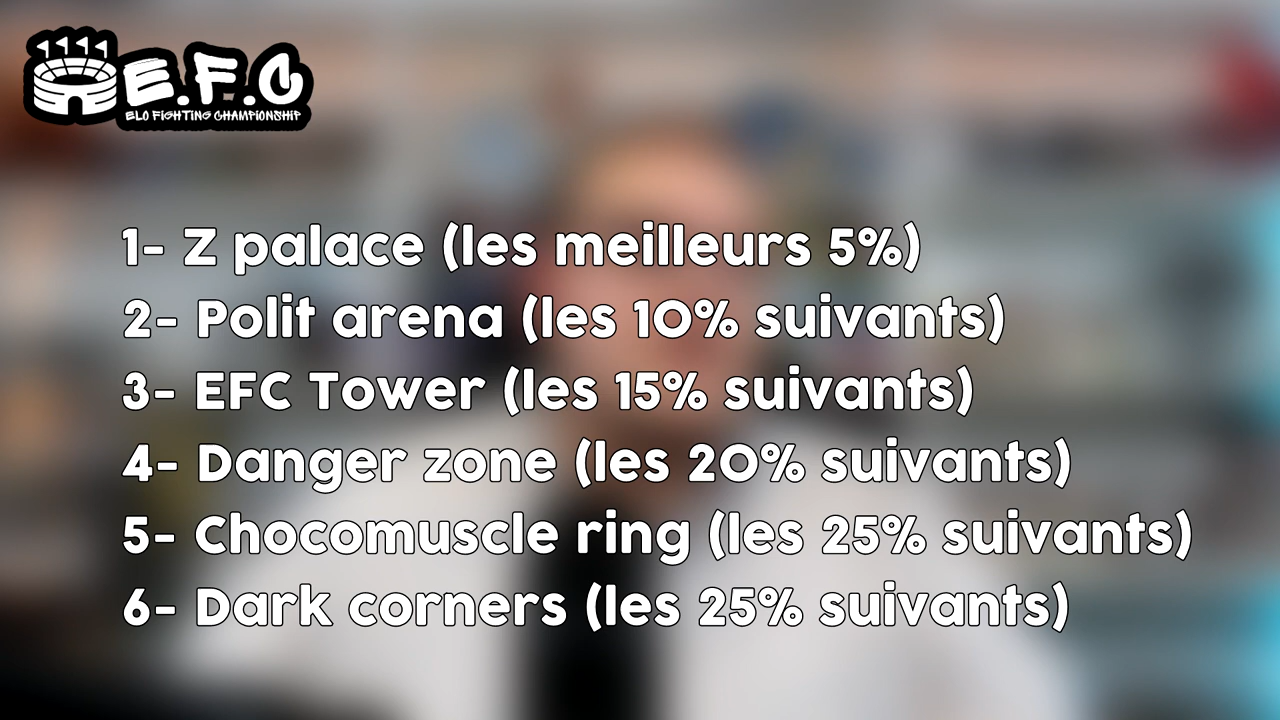 E.F.C
ELO FIGHTING CHAMPIONSHIP
1- Z palace (les meilleurs 5%)
2- Polit arena (les 10% suivants)
3- EFC Tower (les 15% suivants)
4- Danger zone (les 20% suivants)
5- Chocomuscle ring (les 25% suivants)
6- Dark corners (les 25% suivants)